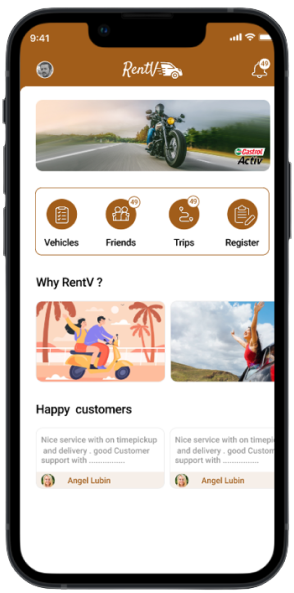 9:41
RentV
49
Castrol
Activ
49
49
Vehicles
Friends
Trips
Register
Why RentV ?
Happy customers
Nice service with on timepickup
and delivery . good Customer
support with ....................
Angel Lubin
Nice service with on timepi
and delivery . good Custom
support with ....................
Angel Lubin